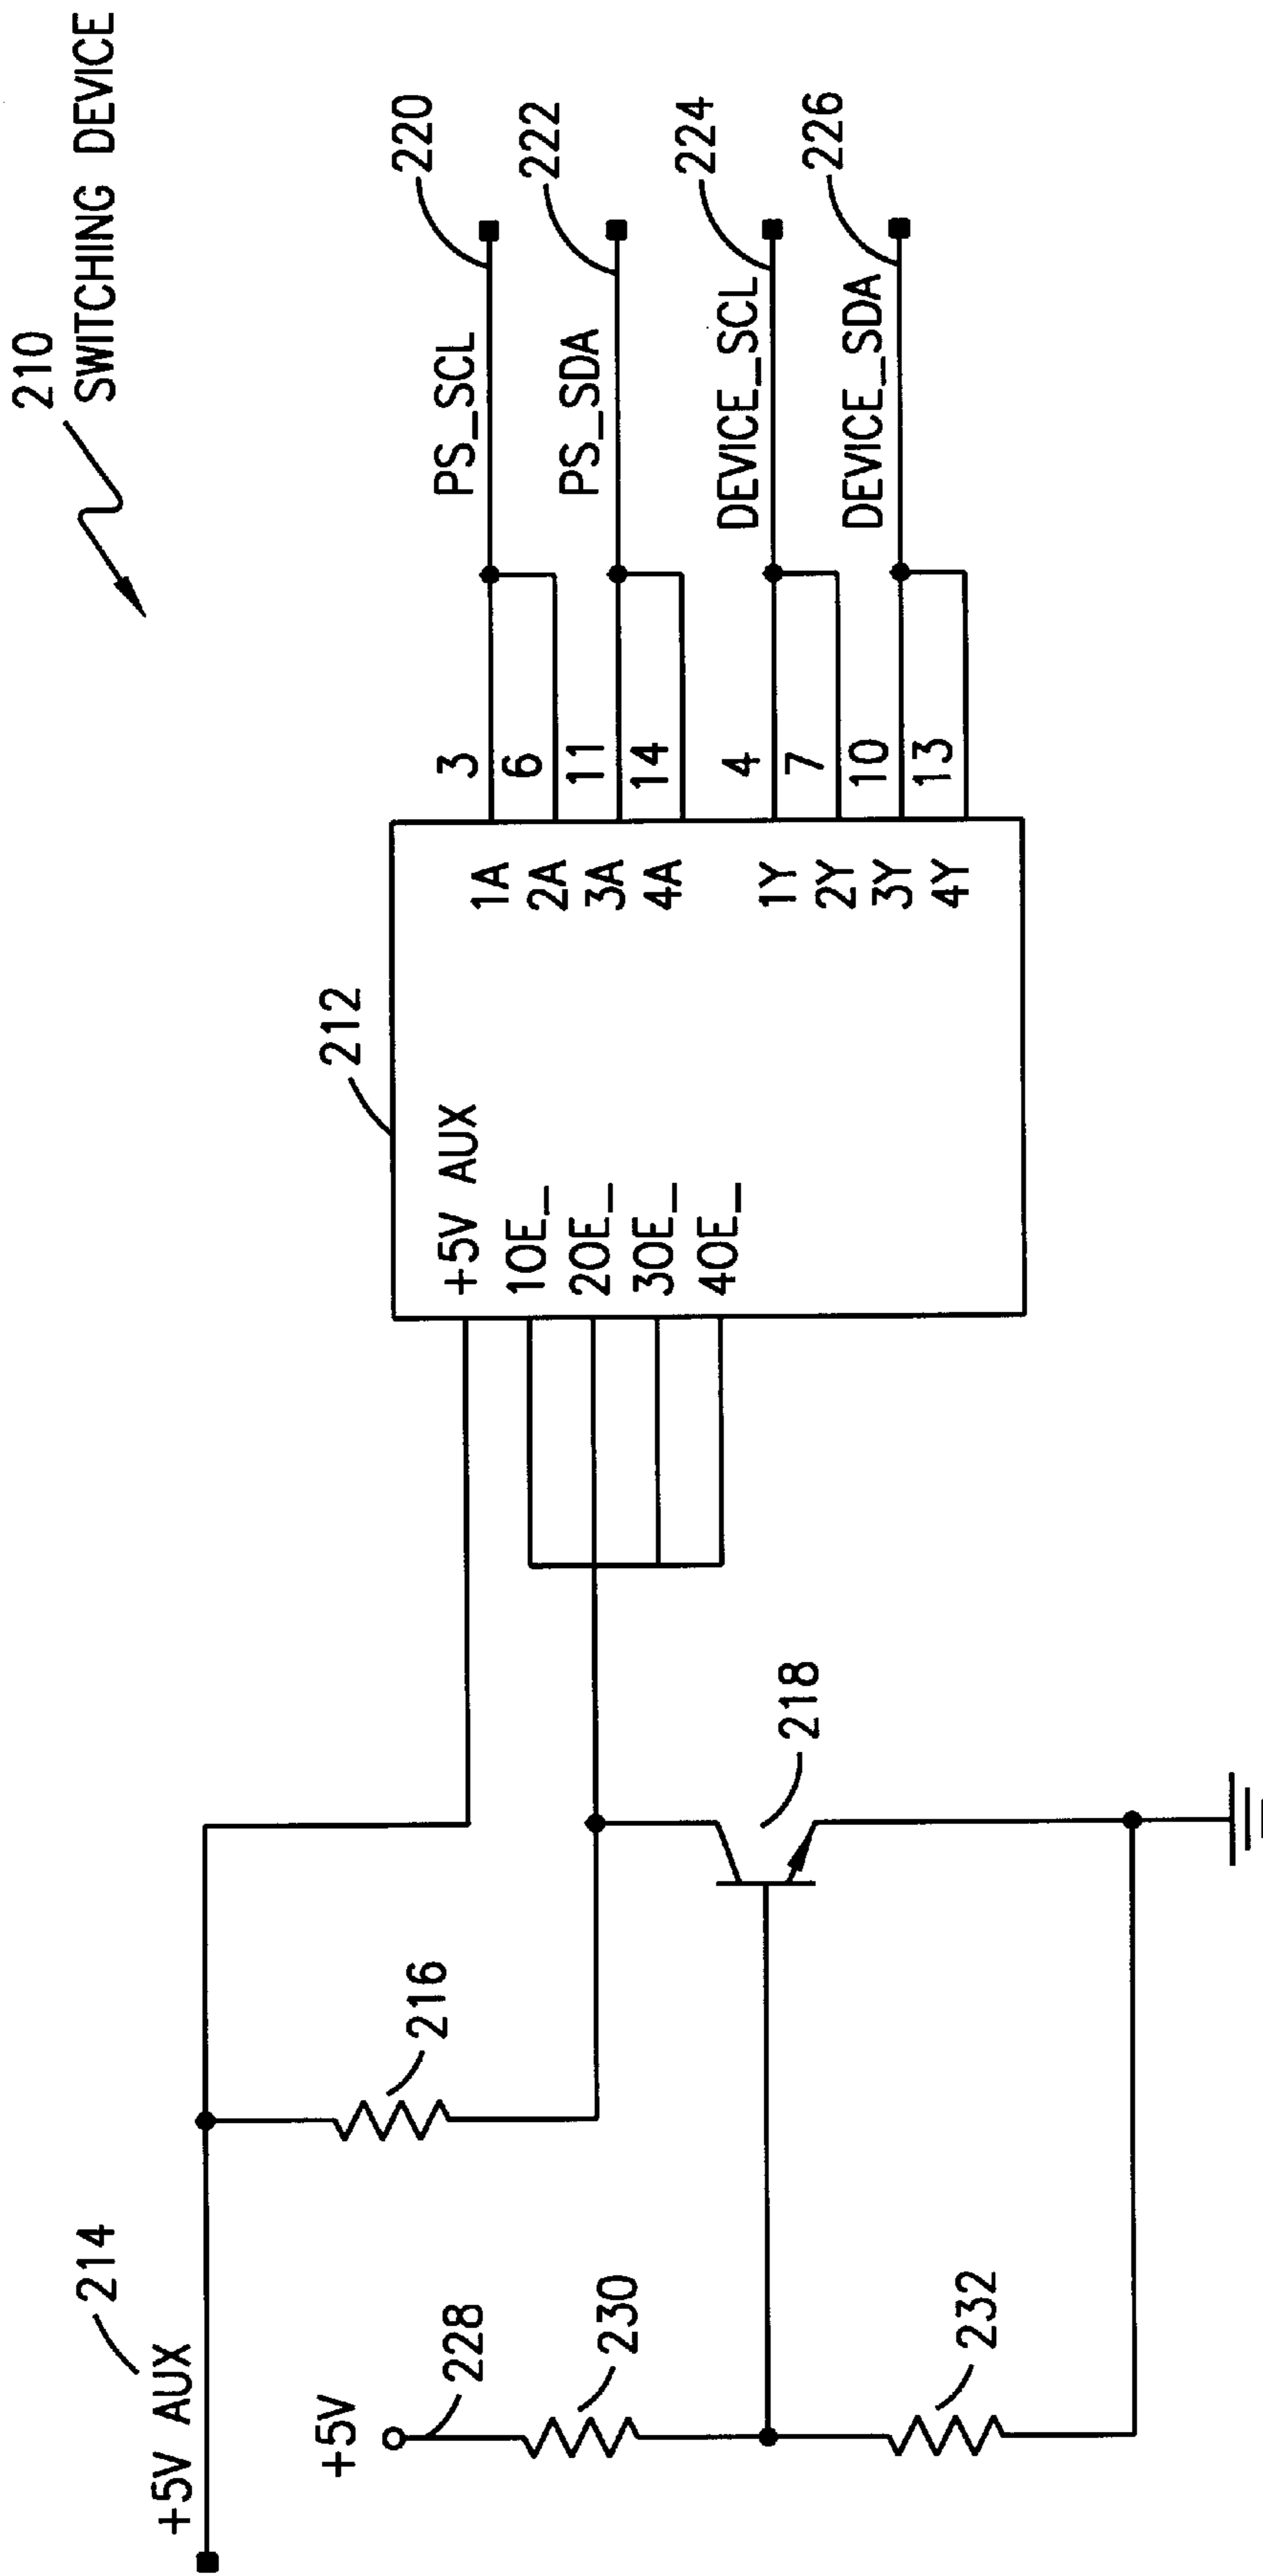 210
SWITCHING DEVICE
+5V AUX
214
216
+5V
228
230
232
218
212
+5V AUX
1OE_
2OE_
3OE_
4OE_
1A
2A
3A
4A
1Y
2Y
3Y
4Y
3
6
11
14
4
7
10
13
PS_SCL
220
PS_SDA
222
DEVICE_SCL
224
DEVICE_SDA
226